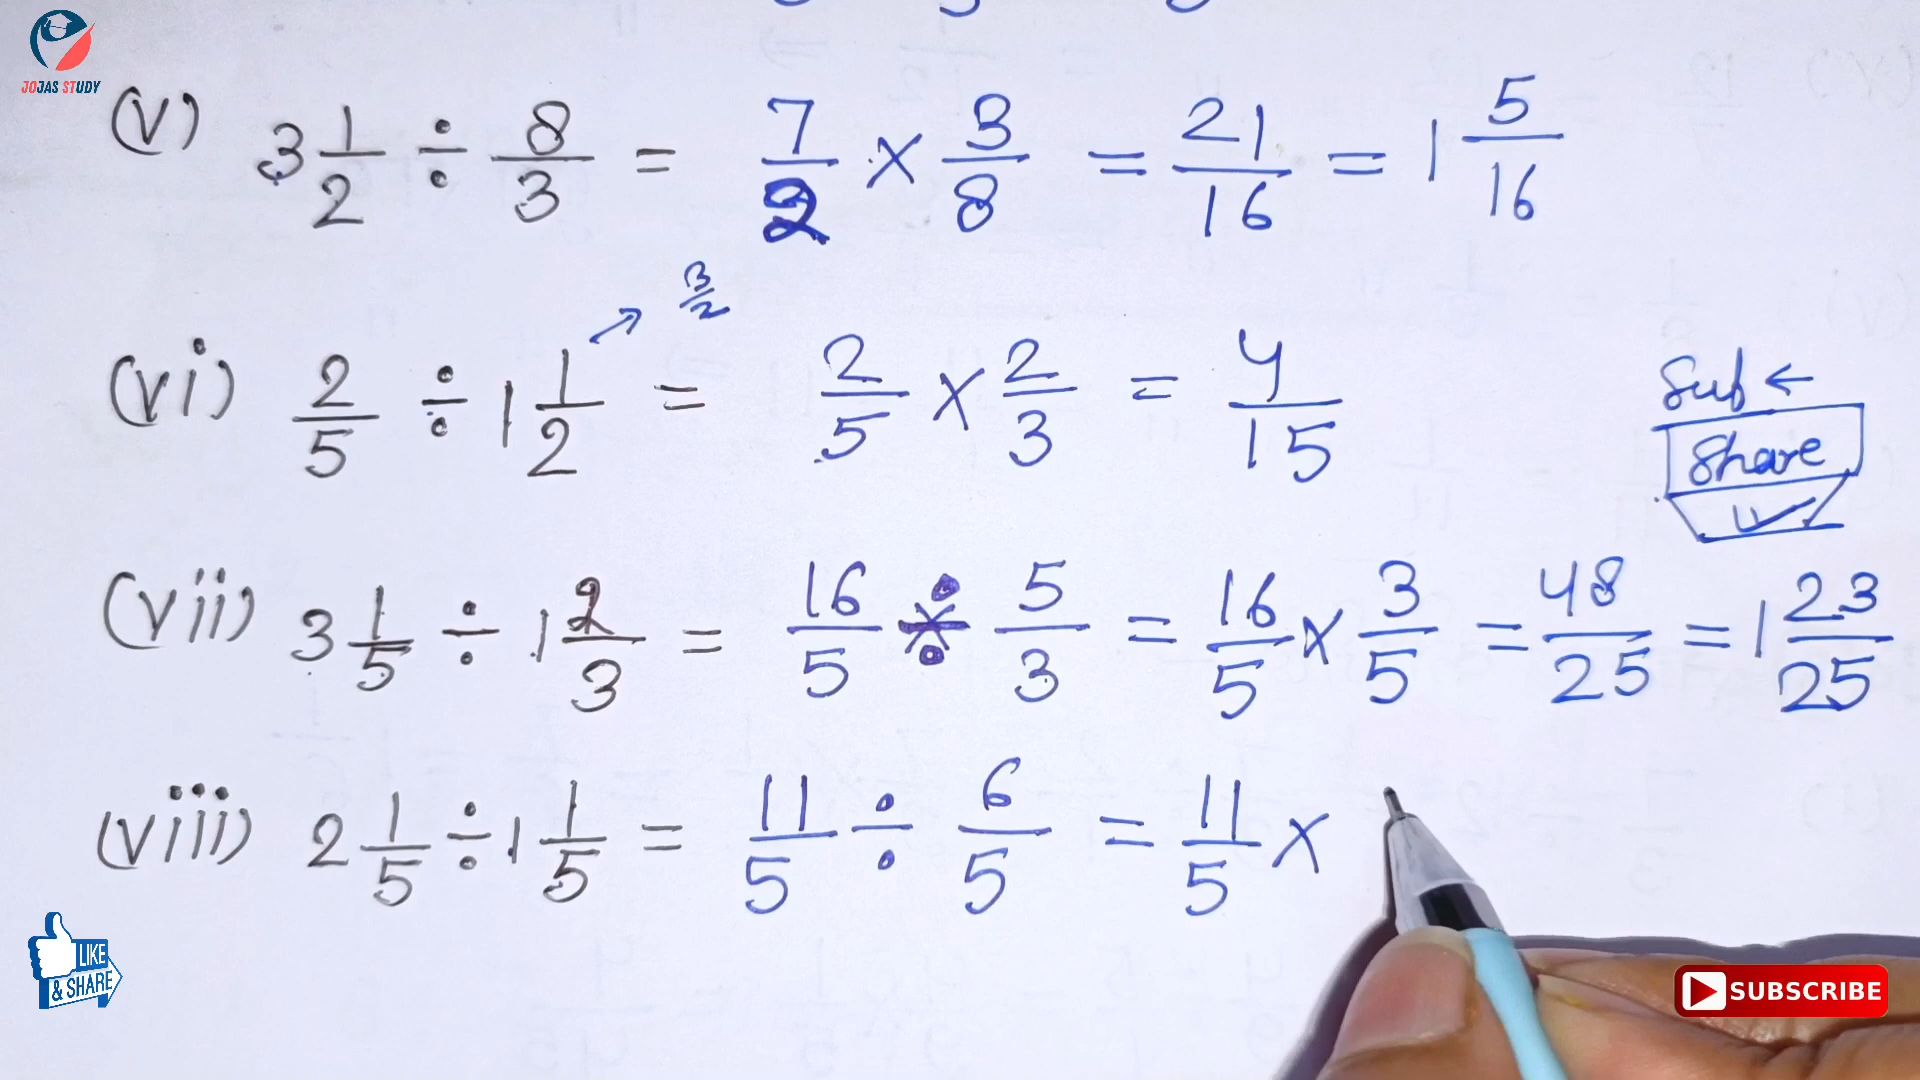 JOJAS STUDY
(v) 3 1/2 ÷ 8/3 = 7/2 × 3/8 = 21/16 = 1 5/16
3/2
(vi) 2/5 ÷ 1 1/2 = 2/5 × 2/3 = 4/15
Sub ←
Share
(vii) 3 1/5 ÷ 1 2/3 = 16/5 ÷ 5/3 = 16/5 × 3/5 = 48/25 = 1 23/25
(viii) 2 1/5 ÷ 1 1/5 = 11/5 ÷ 6/5 = 11/5 ×
LIKE
& SHARE
SUBSCRIBE